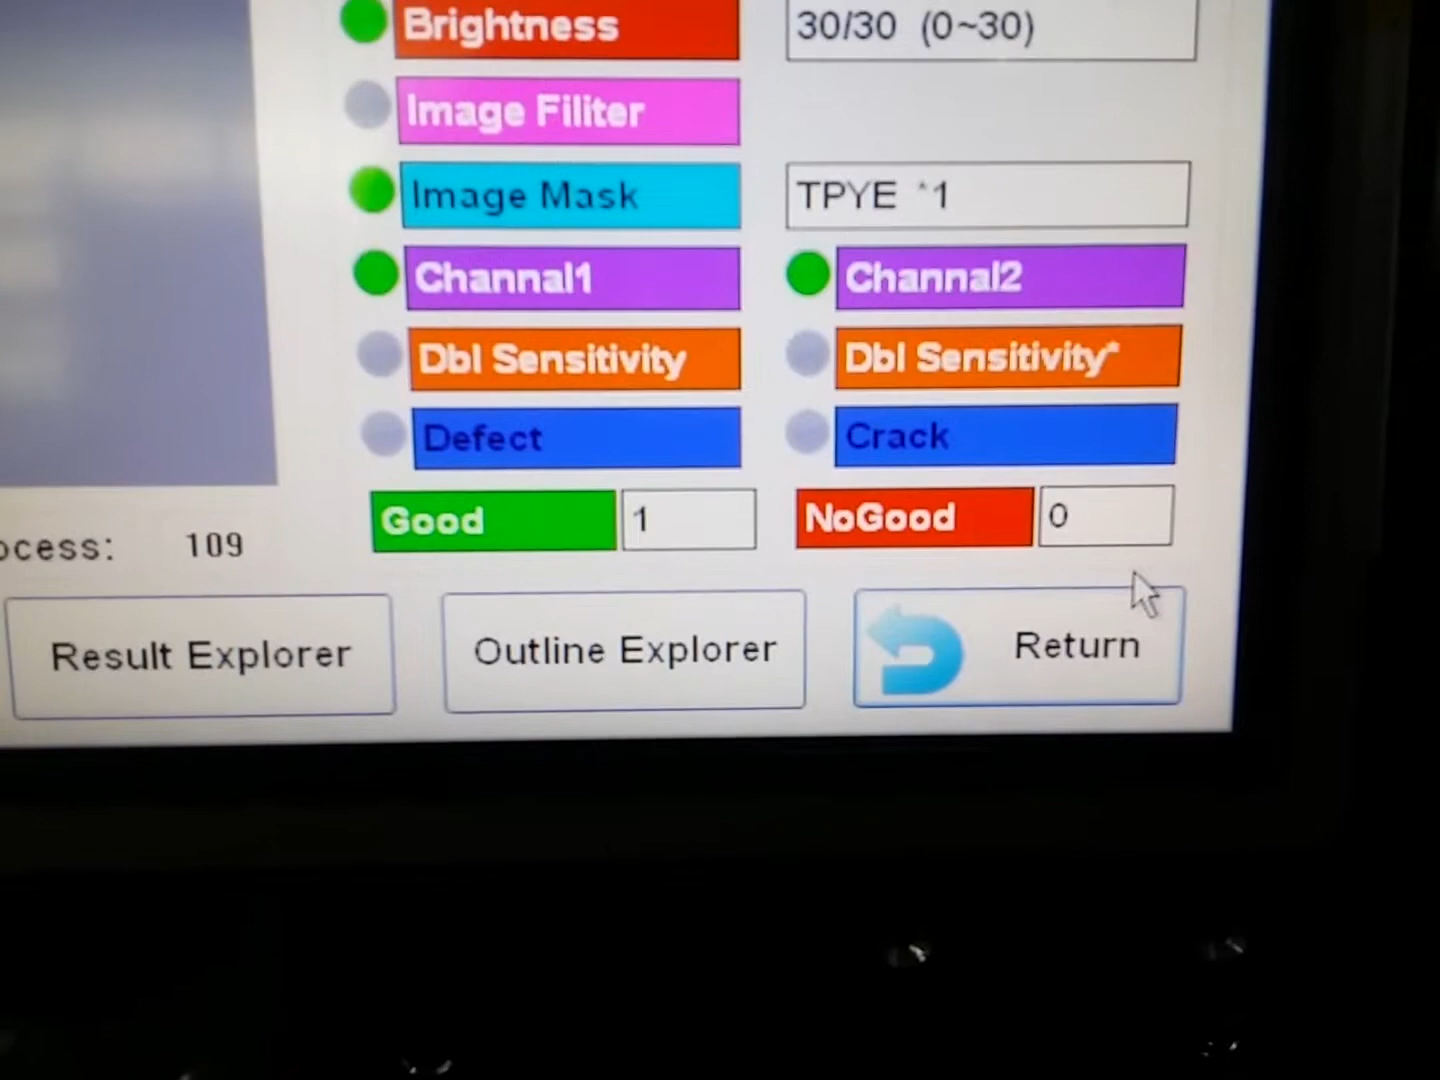 Brightness 30/30 (0~30)
Image Filiter
Image Mask TPYE *1
Channal1 Channal2
Dbl Sensitivity Dbl Sensitivity*
Defect Crack
Good 1 NoGood 0
ocess: 109
Result Explorer Outline Explorer Return